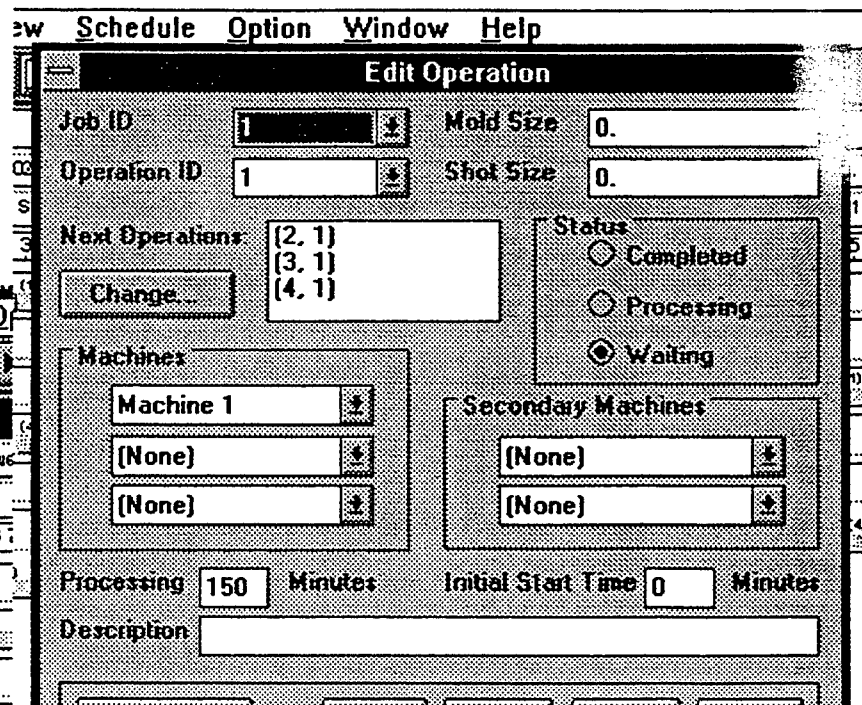 ew Schedule Option Window Help
Edit Operation
Job ID 1 Mold Size 0.
Operation ID 1 Shot Size 0.
Next Operations: (2, 1)
(3, 1)
(4, 1)
Change...
Status
Completed
Processing
Waiting
Machines
Machine 1
(None)
(None)
Secondary Machines
(None)
(None)
Processing 150 Minutes Initial Start Time 0 Minutes
Description